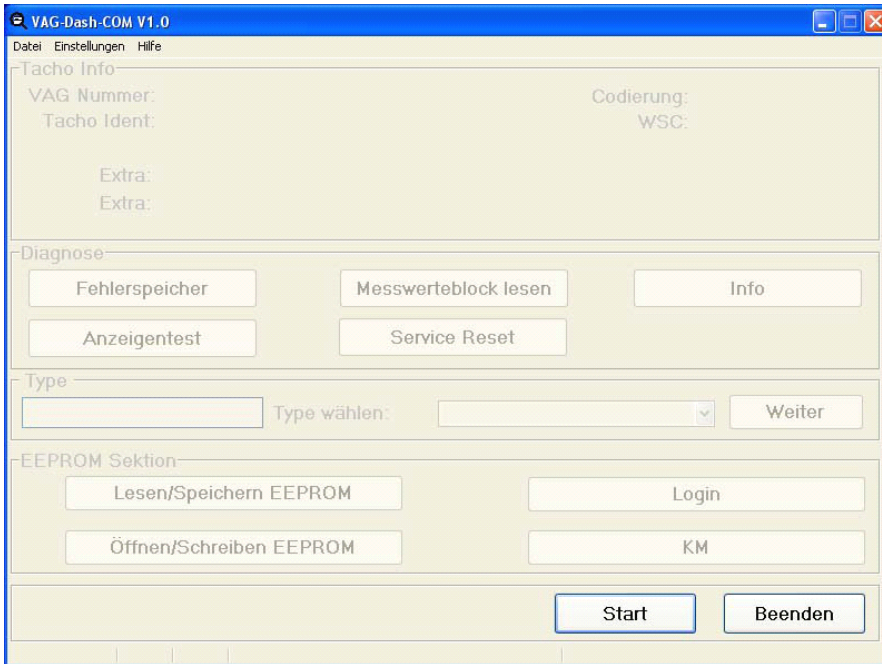 VAG-Dash-COM V1.0
Datei Einstellungen Hilfe
Tacho Info
VAG Nummer: Codierung:
Tacho Ident: WSC:
Extra:
Extra:
Diagnose
Fehlerspeicher Messwerteblock lesen Info
Anzeigentest Service Reset
Type
Type wählen: Weiter
EEPROM Sektion
Lesen/Speichern EEPROM Login
Öffnen/Schreiben EEPROM KM
Start Beenden